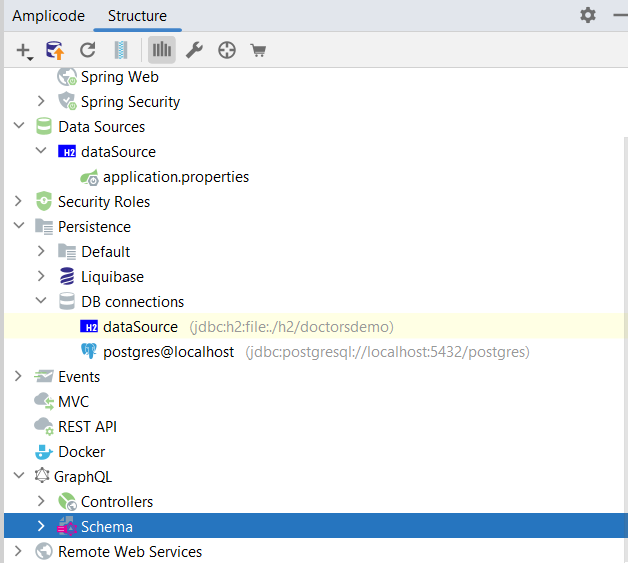 Amplicode Structure
Spring Web
Spring Security
Data Sources
H2 dataSource
application.properties
Security Roles
Persistence
Default
Liquibase
DB connections
H2 dataSource (jdbc:h2:file:./h2/doctorsdemo)
postgres@localhost (jdbc:postgresql://localhost:5432/postgres)
Events
MVC
REST API
Docker
GraphQL
Controllers
Schema
Remote Web Services